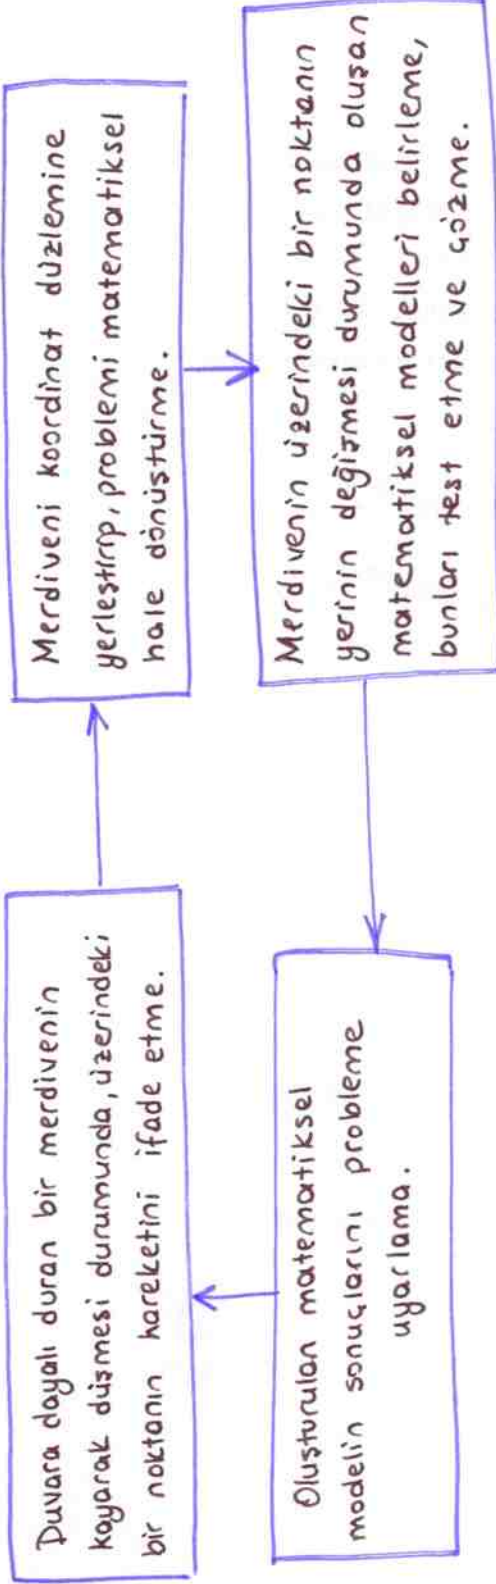 Duvara dayalı duran bir merdivenin
kayarak düşmesi durumunda, üzerindeki
bir noktanın hareketini ifade etme.
Merdiveni koordinat düzlemine
yerleştirip, problemi matematiksel
hale dönüştürme.
Merdivenin üzerindeki bir noktanın
yerinin değişmesi durumunda oluşan
matematiksel modelleri belirleme,
bunları test etme ve çözme.
Oluşturulan matematiksel
modelin sonuçlarını probleme
uyarlama.